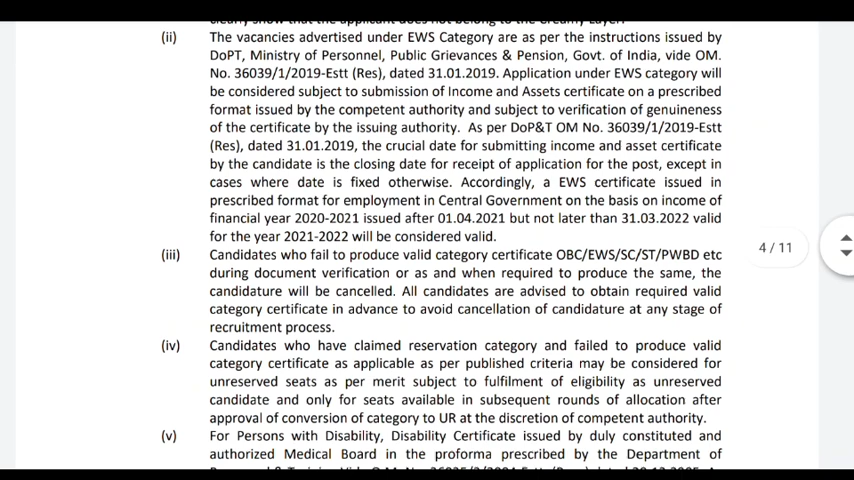 clearly show that the applicant does not belong to the Creamy Layer.
(ii) The vacancies advertised under EWS Category are as per the instructions issued by
DoPT, Ministry of Personnel, Public Grievances & Pension, Govt. of India, vide OM.
No. 36039/1/2019-Estt (Res), dated 31.01.2019. Application under EWS category will
be considered subject to submission of Income and Assets certificate on a prescribed
format issued by the competent authority and subject to verification of genuineness
of the certificate by the issuing authority. As per DoP&T OM No. 36039/1/2019-Estt
(Res), dated 31.01.2019, the crucial date for submitting income and asset certificate
by the candidate is the closing date for receipt of application for the post, except in
cases where date is fixed otherwise. Accordingly, a EWS certificate issued in
prescribed format for employment in Central Government on the basis on income of
financial year 2020-2021 issued after 01.04.2021 but not later than 31.03.2022 valid
for the year 2021-2022 will be considered valid.
4 / 11
(iii) Candidates who fail to produce valid category certificate OBC/EWS/SC/ST/PWBD etc
during document verification or as and when required to produce the same, the
candidature will be cancelled. All candidates are advised to obtain required valid
category certificate in advance to avoid cancellation of candidature at any stage of
recruitment process.
(iv) Candidates who have claimed reservation category and failed to produce valid
category certificate as applicable as per published criteria may be considered for
unreserved seats as per merit subject to fulfilment of eligibility as unreserved
candidate and only for seats available in subsequent rounds of allocation after
approval of conversion of category to UR at the discretion of competent authority.
(v) For Persons with Disability, Disability Certificate issued by duly constituted and
authorized Medical Board in the proforma prescribed by the Department of